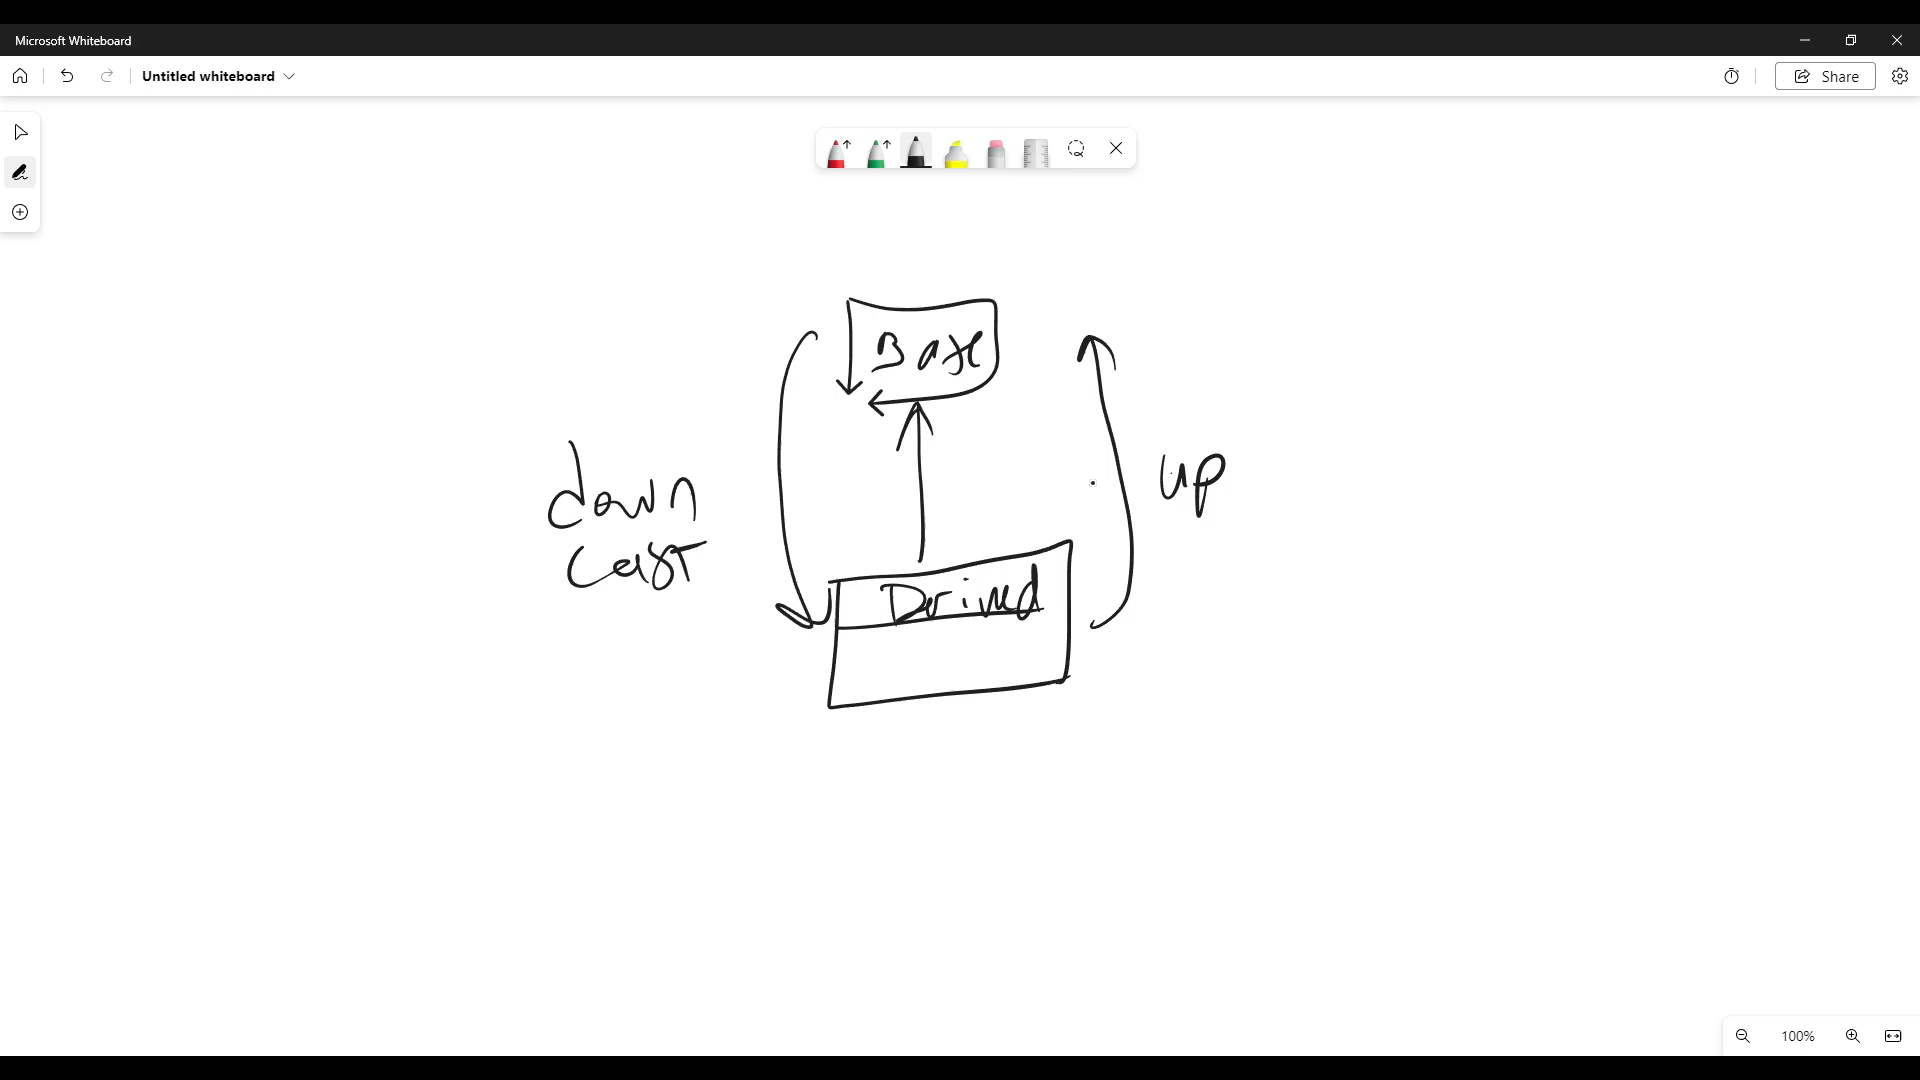 Microsoft Whiteboard
Untitled whiteboard
Share
Base
up
down
cast
Derived
100%